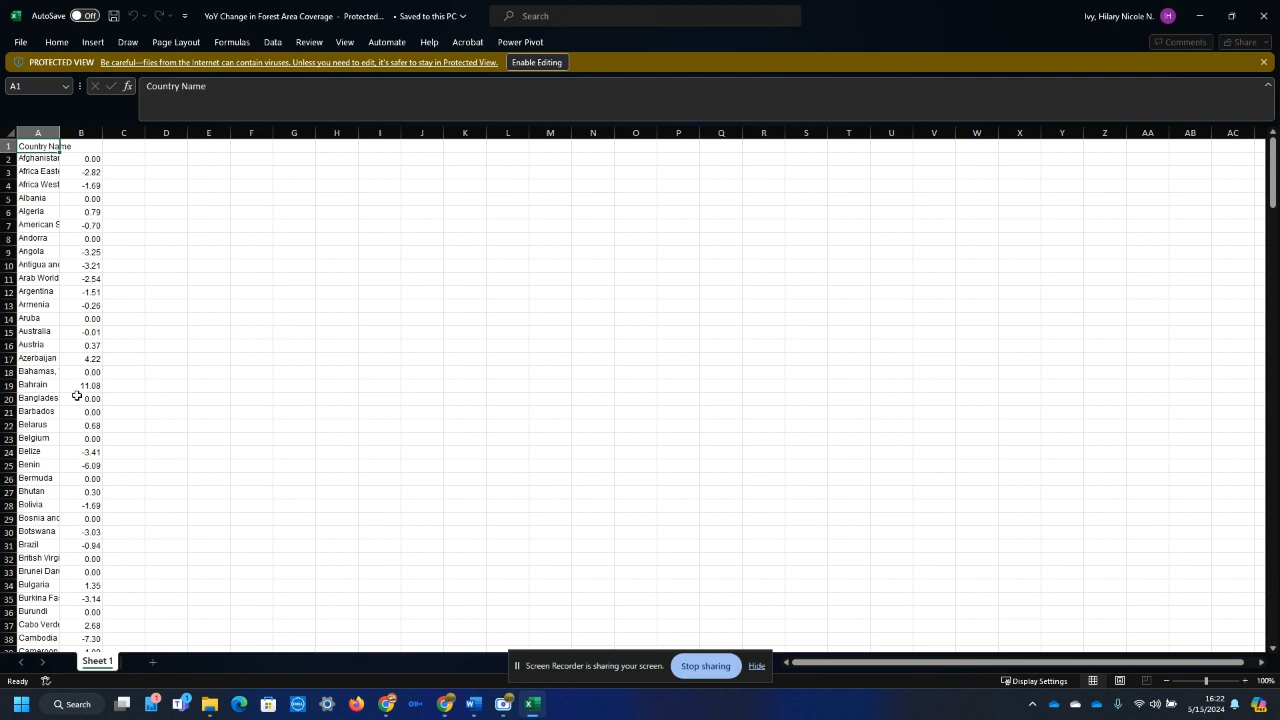 AutoSave Off YoY Change in Forest Area Coverage - Protected... • Saved to this PC Search Ivy, Hilary Nicole N. IH
File Home Insert Draw Page Layout Formulas Data Review View Automate Help Acrobat Power Pivot Comments Share
PROTECTED VIEW Be careful—files from the Internet can contain viruses. Unless you need to edit, it's safer to stay in Protected View. Enable Editing
A1 fx Country Name
A B C D E F G H I J K L M N O P Q R S T U V W X Y Z AA AB AC
1 Country Name
2 Afghanistan 0.00
3 Africa Easte -2.82
4 Africa West -1.69
5 Albania 0.00
6 Algeria 0.79
7 American S -0.70
8 Andorra 0.00
9 Angola -3.25
10 Antigua and -3.21
11 Arab World -2.54
12 Argentina -1.51
13 Armenia -0.26
14 Aruba 0.00
15 Australia -0.01
16 Austria 0.37
17 Azerbaijan 4.22
18 Bahamas, 0.00
19 Bahrain 11.08
20 Banglades 0.00
21 Barbados 0.00
22 Belarus 0.68
23 Belgium 0.00
24 Belize -3.41
25 Benin -6.09
26 Bermuda 0.00
27 Bhutan 0.30
28 Bolivia -1.69
29 Bosnia and 0.00
30 Botswana -3.03
31 Brazil -0.94
32 British Virgi 0.00
33 Brunei Dar 0.00
34 Bulgaria 1.35
35 Burkina Fa -3.14
36 Burundi 0.00
37 Cabo Verde 2.68
38 Cambodia -7.30
Cameroon
Sheet 1
Screen Recorder is sharing your screen. Stop sharing Hide
Ready Display Settings 100%
Search 16:22
5/15/2024